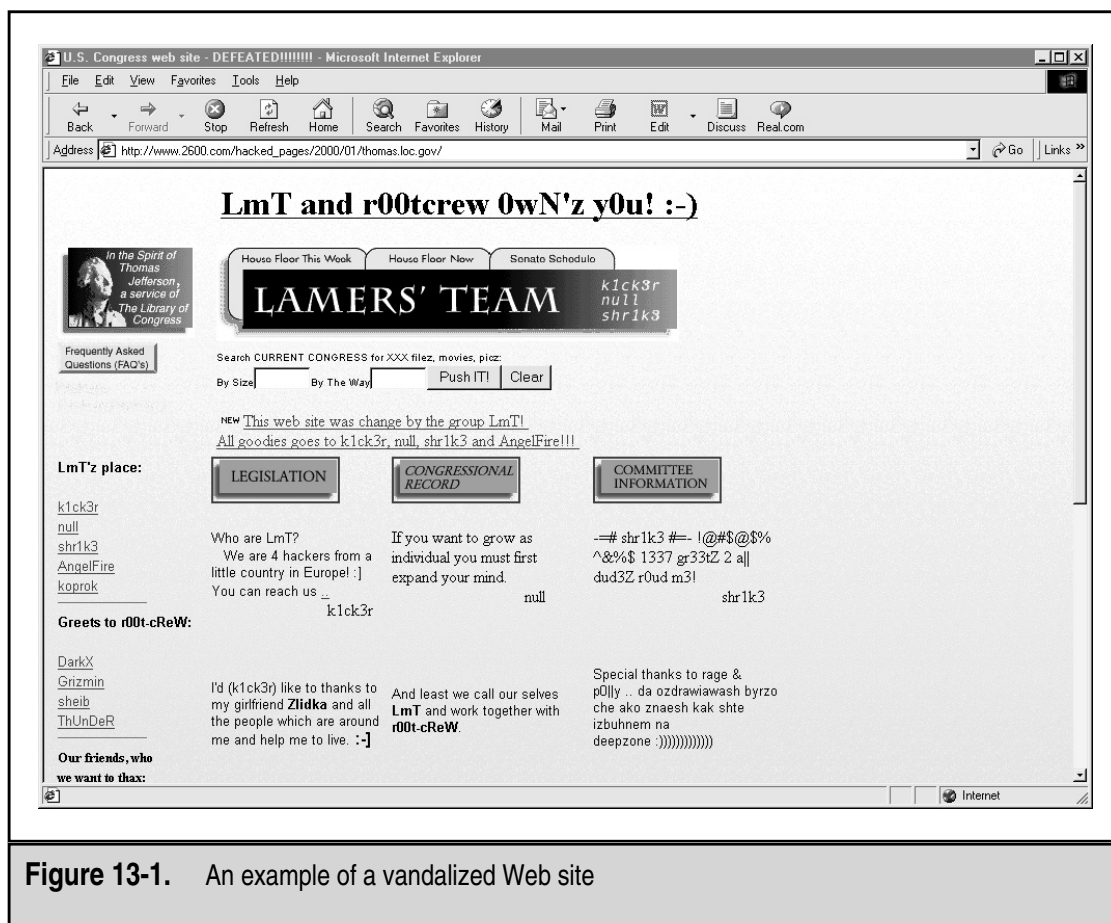 U.S. Congress web site - DEFEATED!!!!!!!! - Microsoft Internet Explorer
File Edit View Favorites Tools Help
Back Forward Stop Refresh Home Search Favorites History Mail Print Edit Discuss Real.com
Address http://www.2600.com/hacked_pages/2000/01/thomas.loc.gov/ Go Links »
LmT and r00tcrew 0wN'z y0u! :-)
In the Spirit of
Thomas
Jefferson,
a service of
The Library of
Congress
House Floor This Week House Floor Now Senate Schedule
LAMERS' TEAM
k1ck3r
null
shr1k3
Frequently Asked
Questions (FAQ's)
Search CURRENT CONGRESS for XXX filez, movies, picz:
By Size By The Way Push IT! Clear
NEW This web site was change by the group LmT!
All goodies goes to k1ck3r, null, shr1k3 and AngelFire!!!
LmT'z place:
k1ck3r
null
shr1k3
AngelFire
koprok
Greets to r00t-cReW:
DarkX
Grizmin
sheib
ThUnDeR
Our friends, who
we want to thax:
LEGISLATION
Who are LmT?
We are 4 hackers from a
little country in Europe! :]
You can reach us ..
k1ck3r
I'd (k1ck3r) like to thanks to
my girlfriend Zlidka and all
the people which are around
me and help me to live. :-]
CONGRESSIONAL
RECORD
If you want to grow as
individual you must first
expand your mind.
null
And least we call our selves
LmT and work together with
r00t-cReW.
COMMITTEE
INFORMATION
-=# shr1k3 #=- !@#$@$%
^&%$ 1337 gr33tZ 2 a||
dud3Z r0ud m3!
shr1k3
Special thanks to rage &
p0||y .. da ozdrawiawash byrzo
che ako znaesh kak shte
izbuhnem na
deepzone :)))))))))))))
Internet
Figure 13-1. An example of a vandalized Web site